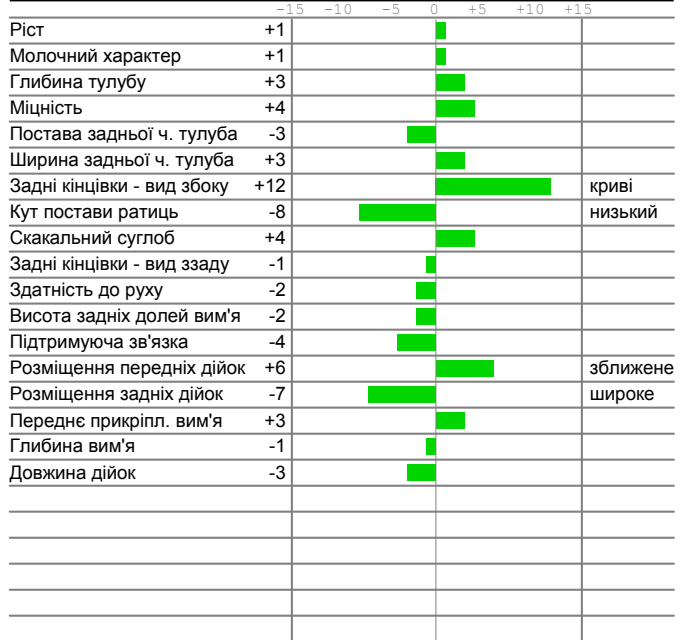 -15 -10 -5 0 +5 +10 +15
Ріст +1
Молочний характер +1
Глибина тулубу +3
Міцність +4
Постава задньої ч. тулуба -3
Ширина задньої ч. тулуба +3
Задні кінцівки - вид збоку +12 криві
Кут постави ратиць -8 низький
Скакальний суглоб +4
Задні кінцівки - вид ззаду -1
Здатність до руху -2
Висота задніх долей вим'я -2
Підтримуюча зв'язка -4
Розміщення передніх дійок +6 зближене
Розміщення задніх дійок -7 широке
Переднє прикріпл. вим'я +3
Глибина вим'я -1
Довжина дійок -3